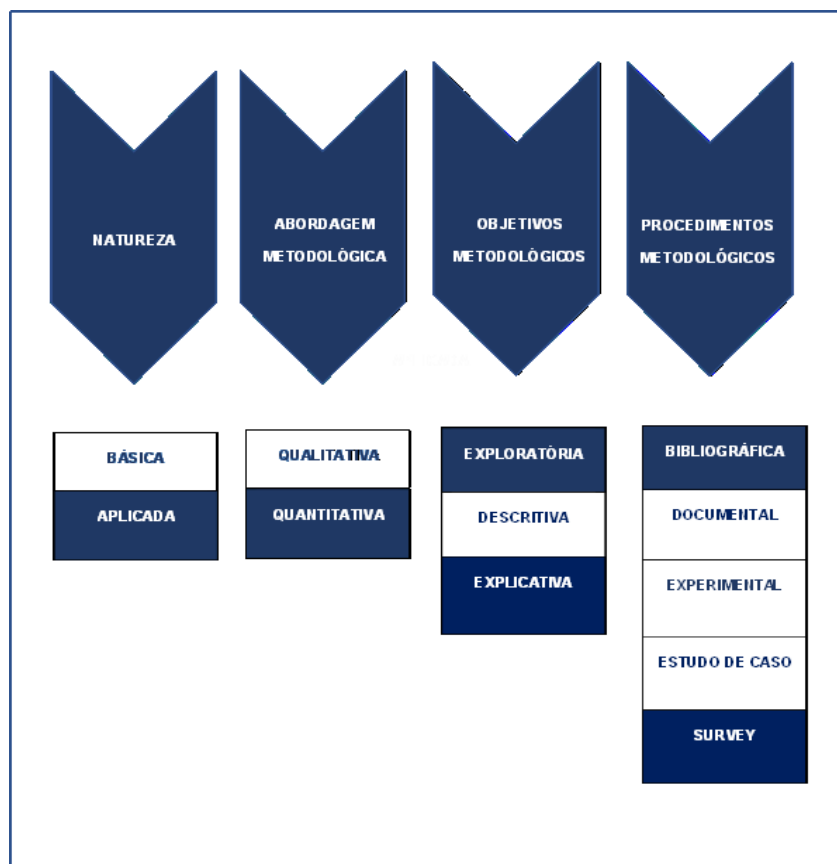 NATUREZA
ABORDAGEM
METODOLÓGICA
OBJETIVOS
METODOLÓGICOS
PROCEDIMENTOS
METODOLÓGICOS
BÁSICA
APLICADA
QUALITATIVA
QUANTITATIVA
EXPLORATÓRIA
DESCRITIVA
EXPLICATIVA
BIBLIOGRÁFICA
DOCUMENTAL
EXPERIMENTAL
ESTUDO DE CASO
SURVEY